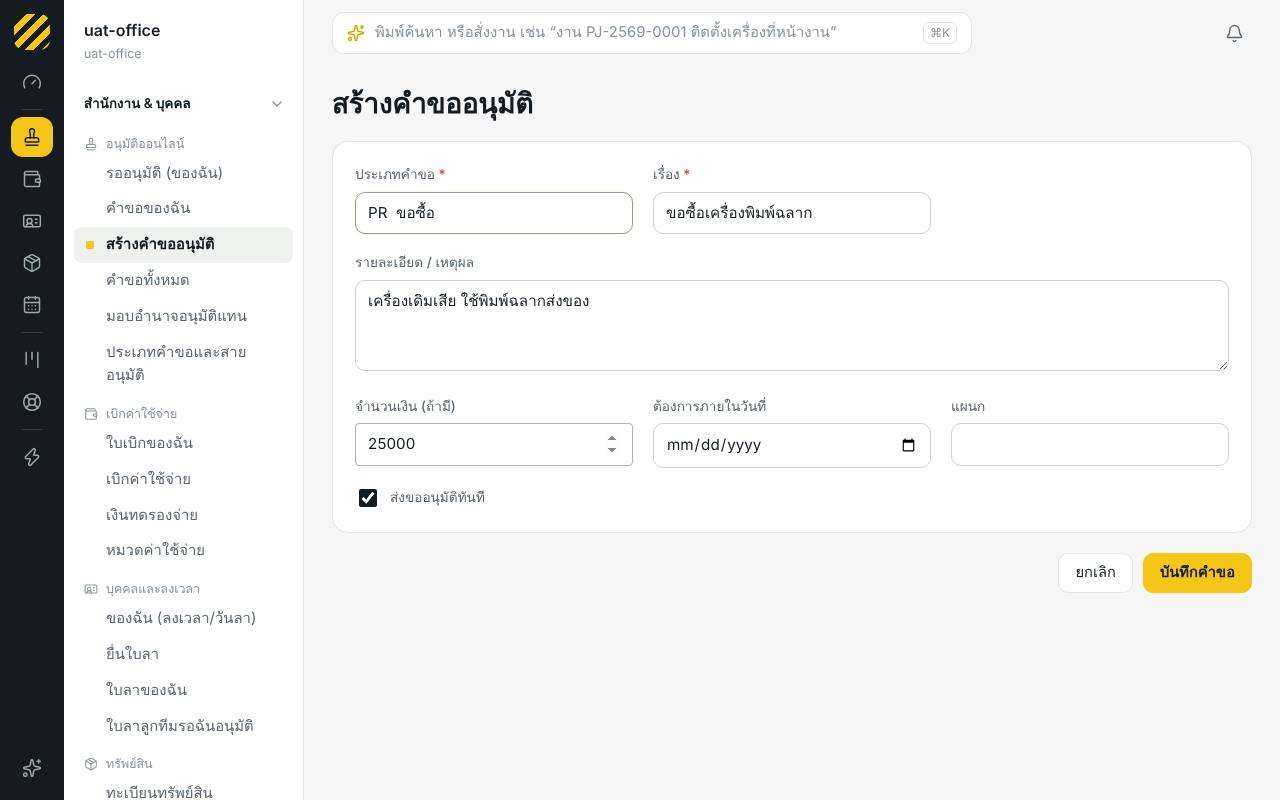 uat-office
uat-office
สำนักงาน & บุคคล
อนุมัติออนไลน์
รออนุมัติ (ของฉัน)
คำขอของฉัน
สร้างคำขออนุมัติ
คำขอทั้งหมด
มอบอำนาจอนุมัติแทน
ประเภทคำขอและสาย
อนุมัติ
เบิกค่าใช้จ่าย
ใบเบิกของฉัน
เบิกค่าใช้จ่าย
เงินทดรองจ่าย
หมวดค่าใช้จ่าย
บุคคลและลงเวลา
ของฉัน (ลงเวลา/วันลา)
ยื่นใบลา
ใบลาของฉัน
ใบลาลูกทีมรอฉันอนุมัติ
ทรัพย์สิน
ทะเบียนทรัพย์สิน
พิมพ์ค้นหา หรือสั่งงาน เช่น “งาน PJ-2569-0001 ติดตั้งเครื่องที่หน้างาน” ⌘K
สร้างคำขออนุมัติ
ประเภทคำขอ * เรื่อง *
PR ขอซื้อ ขอซื้อเครื่องพิมพ์ฉลาก
รายละเอียด / เหตุผล
เครื่องเดิมเสีย ใช้พิมพ์ฉลากส่งของ
จำนวนเงิน (ถ้ามี) ต้องการภายในวันที่ แผนก
25000 mm/dd/yyyy
ส่งขออนุมัติทันที
ยกเลิก บันทึกคำขอ